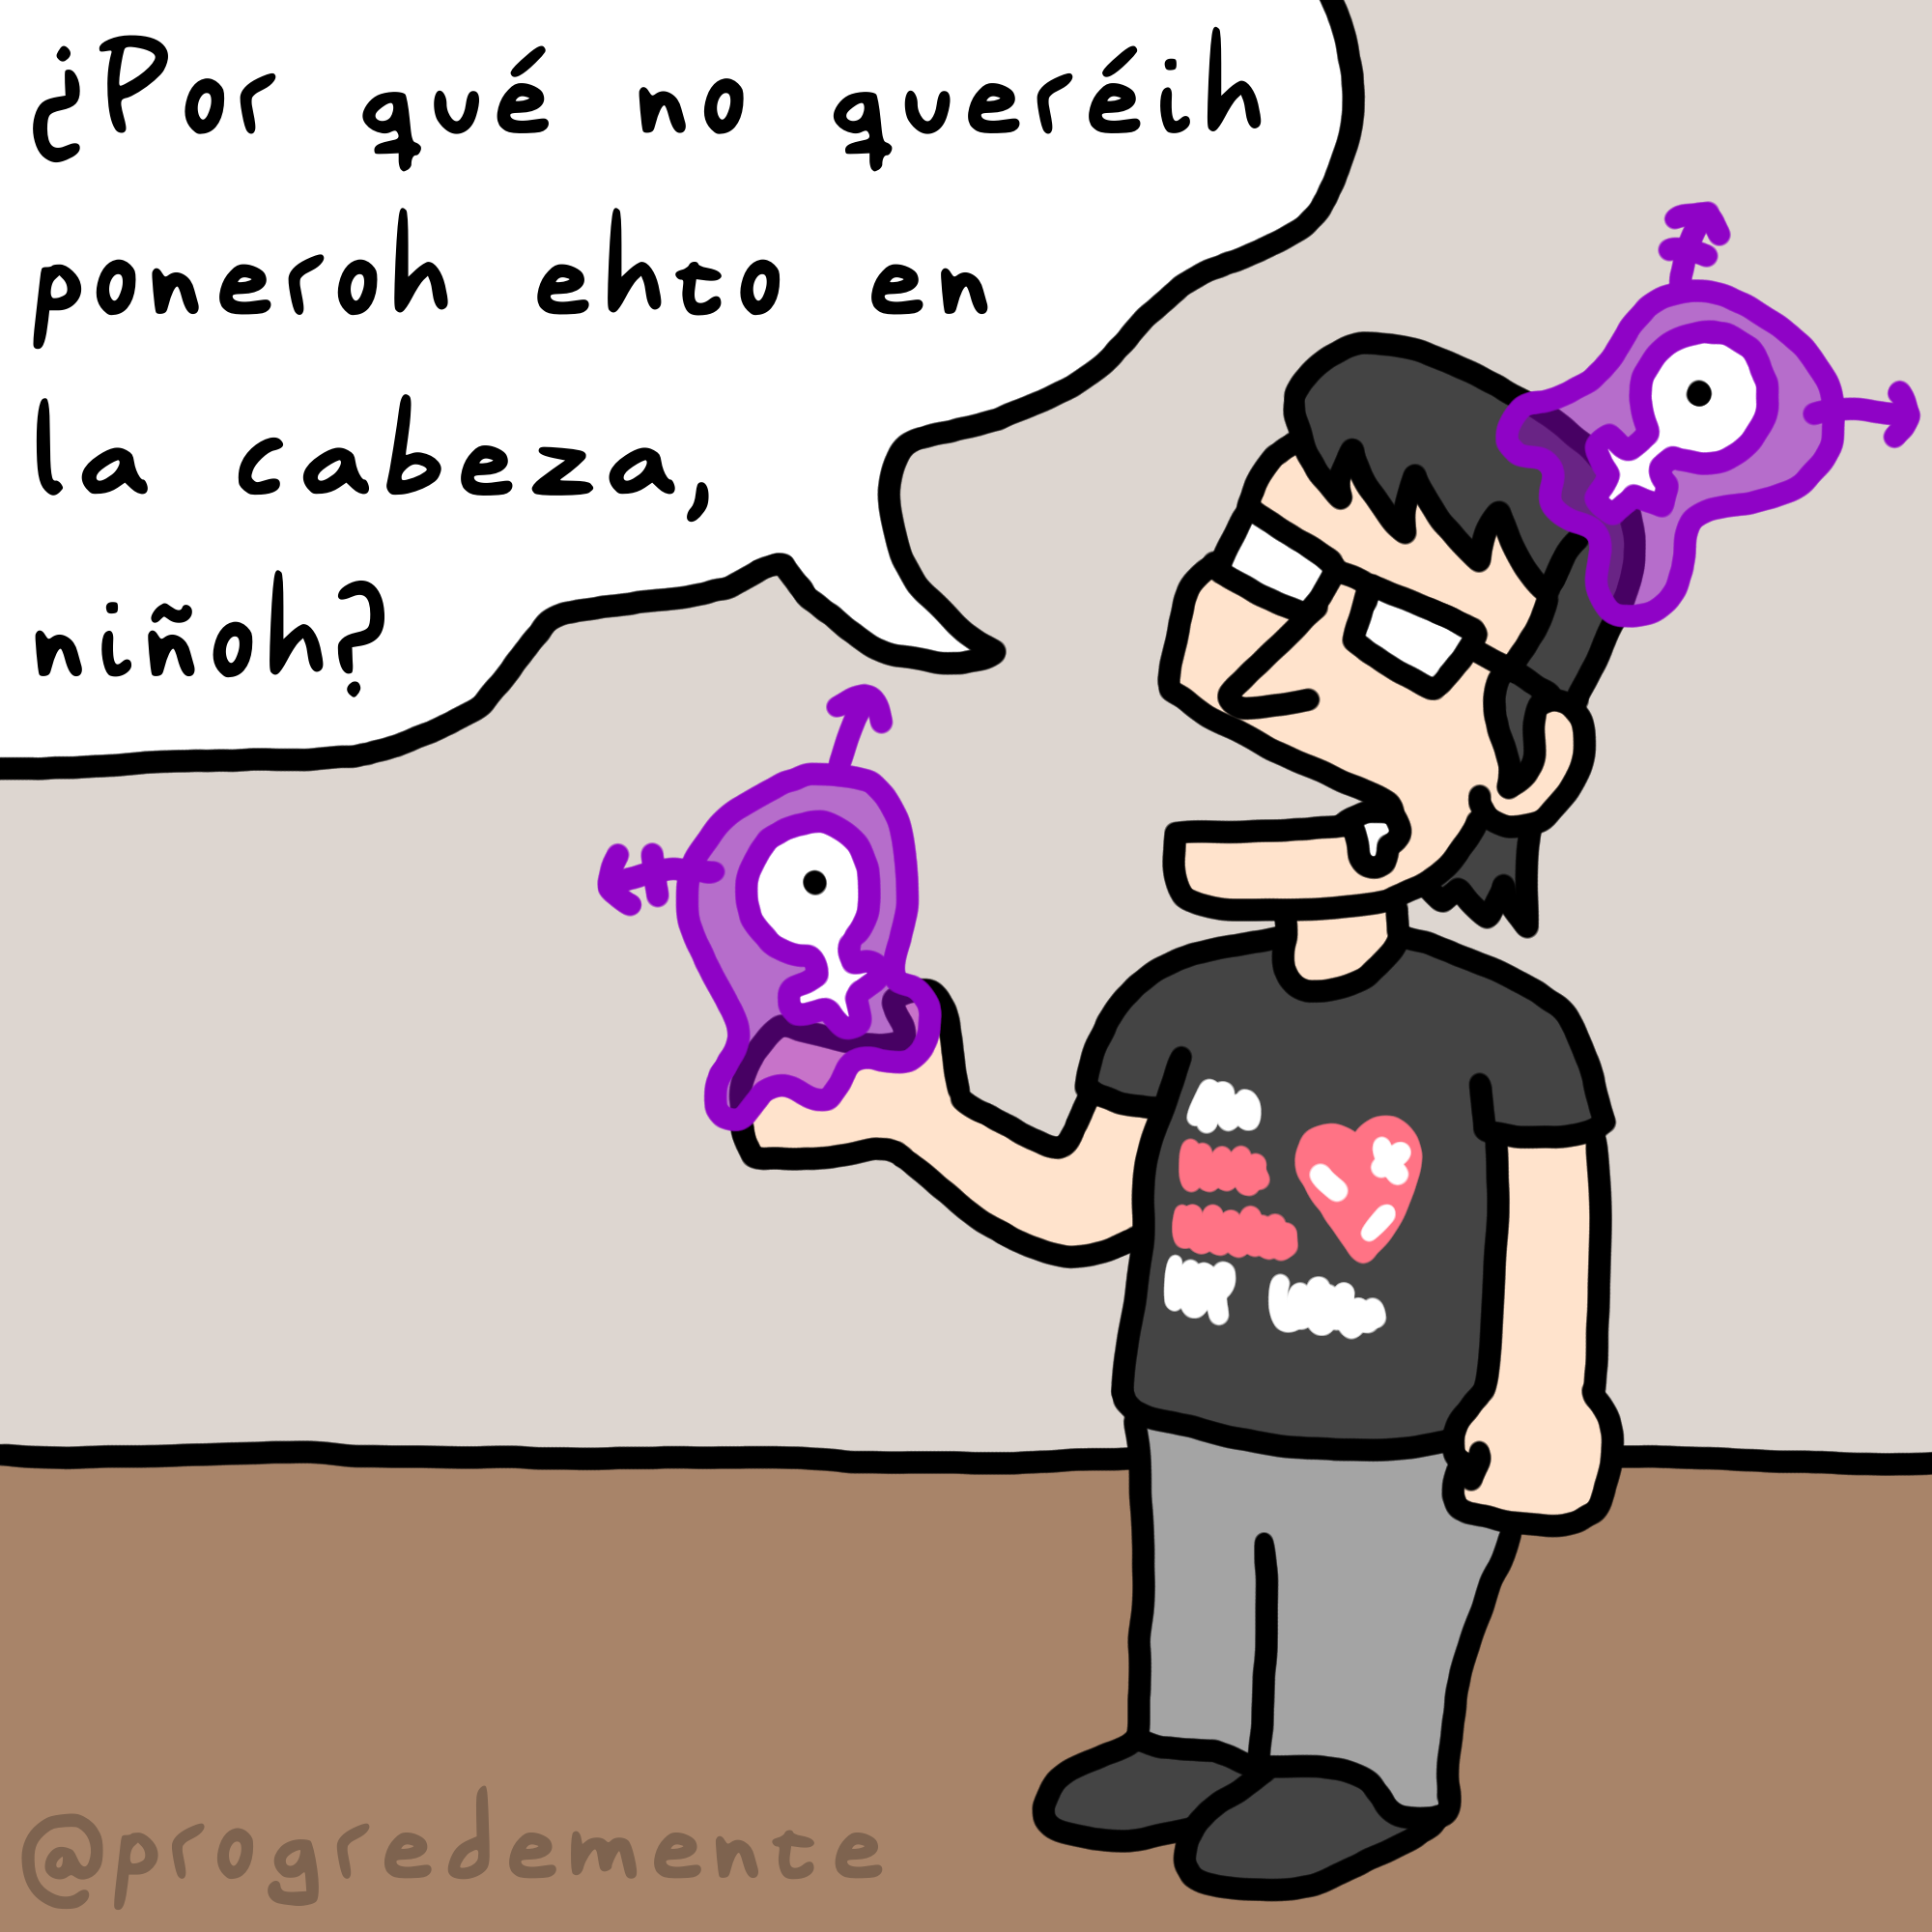 ¿Por qué no queréih
poneroh ehto en
la cabeza,
niñoh?
@progredemente